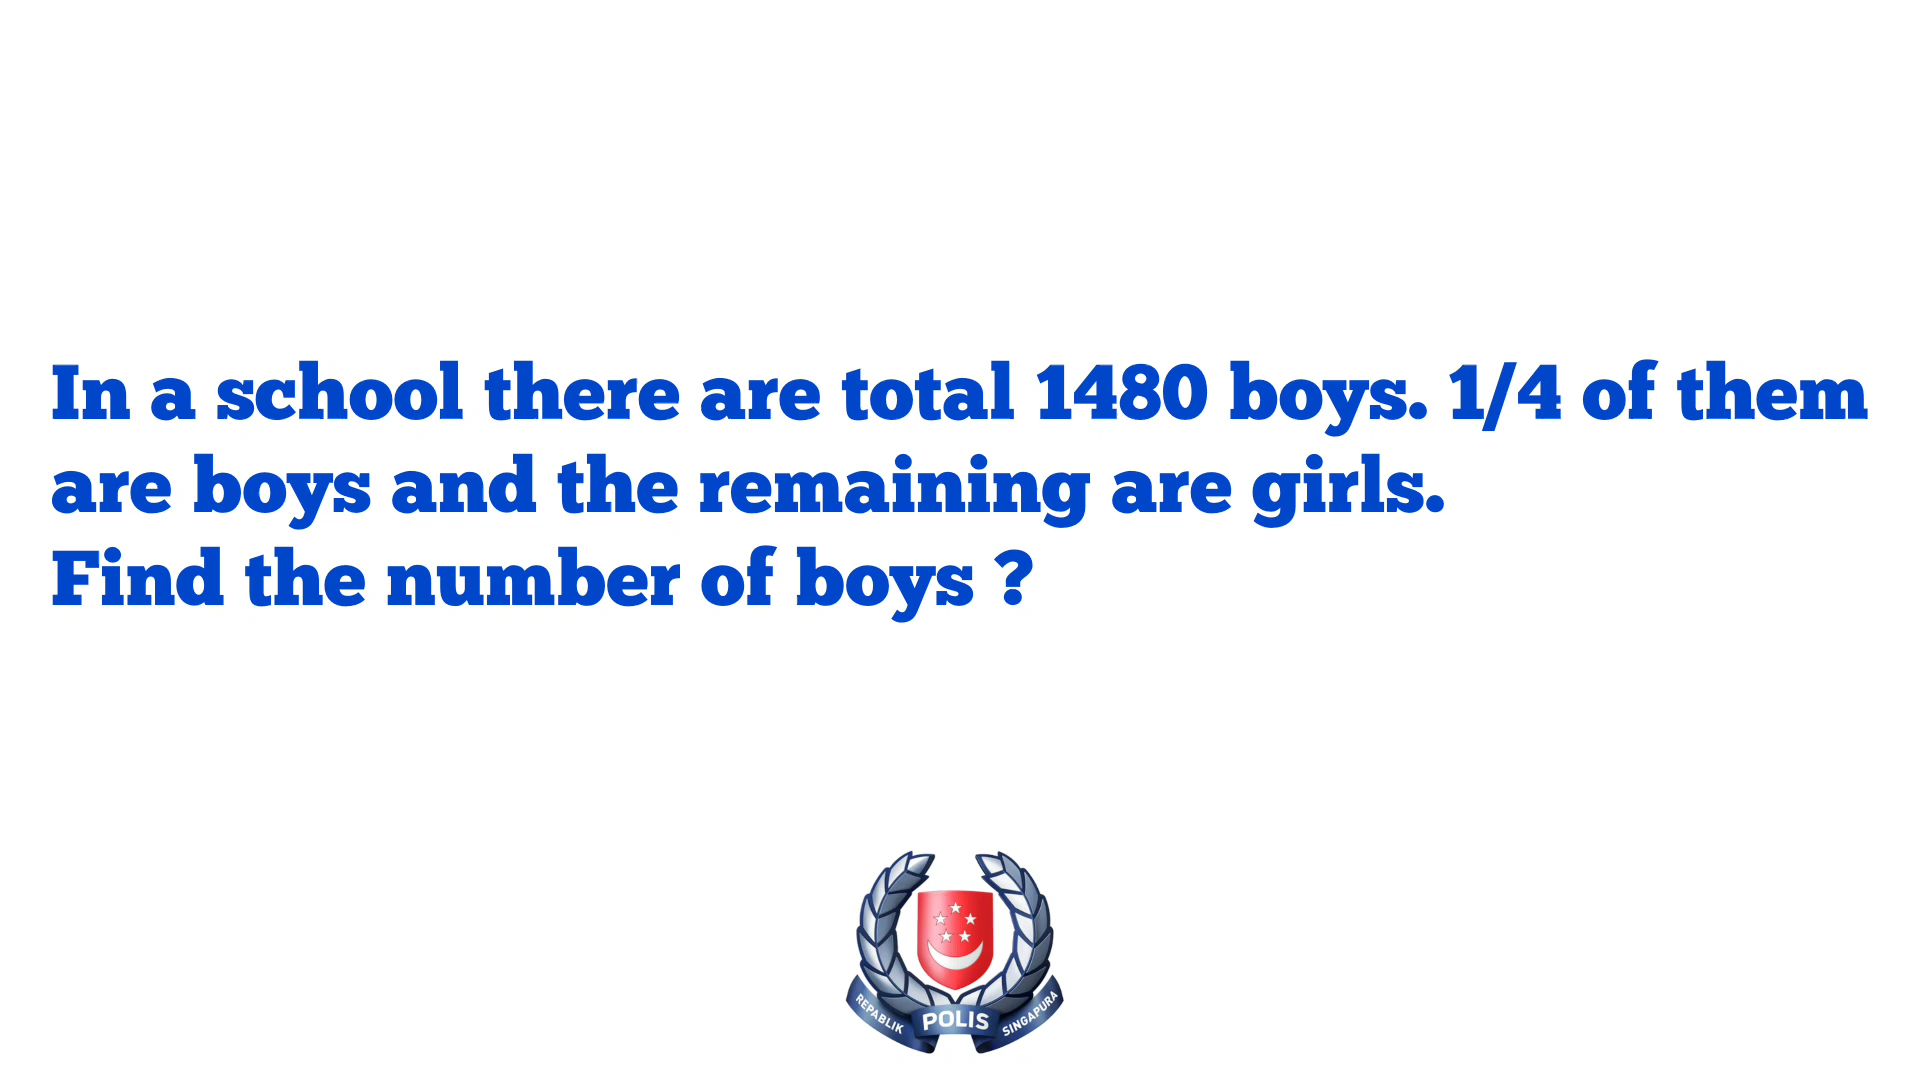 In a school there are total 1480 boys. 1/4 of them
are boys and the remaining are girls.
Find the number of boys ?
REPABLIK POLIS SINGAPURA